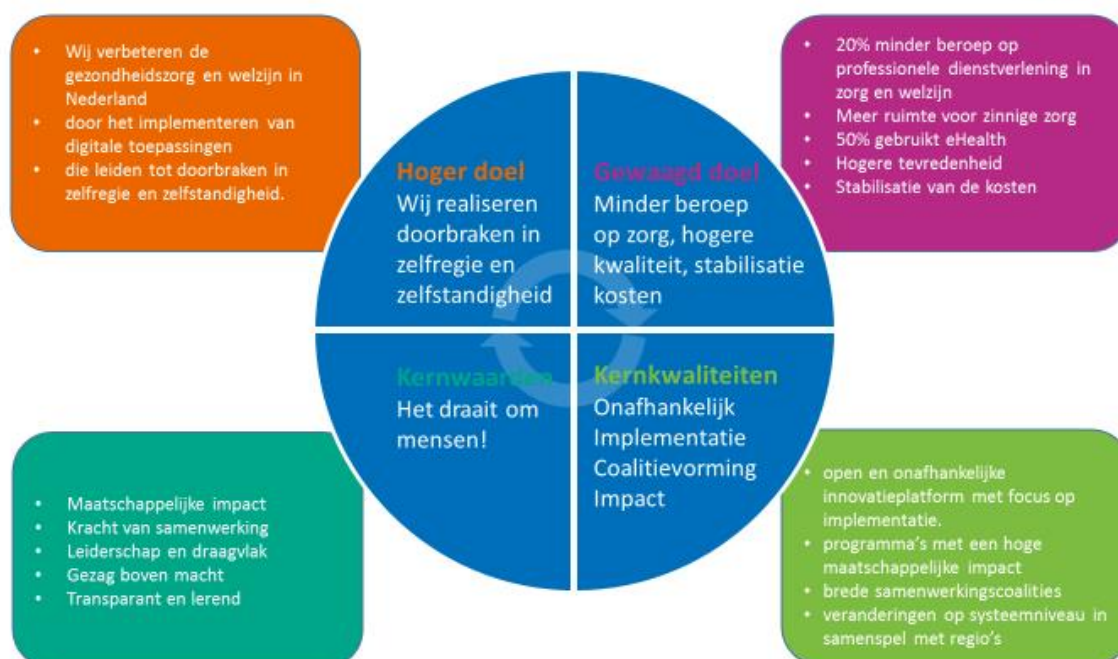 • Wij verbeteren de
gezondheidszorg en welzijn in
Nederland
• door het implementeren van
digitale toepassingen
• die leiden tot doorbraken in
zelfregie en zelfstandigheid.
• 20% minder beroep op
professionele dienstverlening in
zorg en welzijn
• Meer ruimte voor zinnige zorg
• 50% gebruikt eHealth
• Hogere tevredenheid
• Stabilisatie van de kosten
Hoger doel
Wij realiseren
doorbraken in
zelfregie en
zelfstandigheid
Gewaagd doel
Minder beroep
op zorg, hogere
kwaliteit, stabilisatie
kosten
Kernwaarden
Het draait om
mensen!
Kernkwaliteiten
Onafhankelijk
Implementatie
Coalitievorming
Impact
• Maatschappelijke impact
• Kracht van samenwerking
• Leiderschap en draagvlak
• Gezag boven macht
• Transparant en lerend
• open en onafhankelijke
innovatieplatform met focus op
implementatie.
• programma's met een hoge
maatschappelijke impact
• brede samenwerkingscoalities
• veranderingen op systeemniveau in
samenspel met regio's